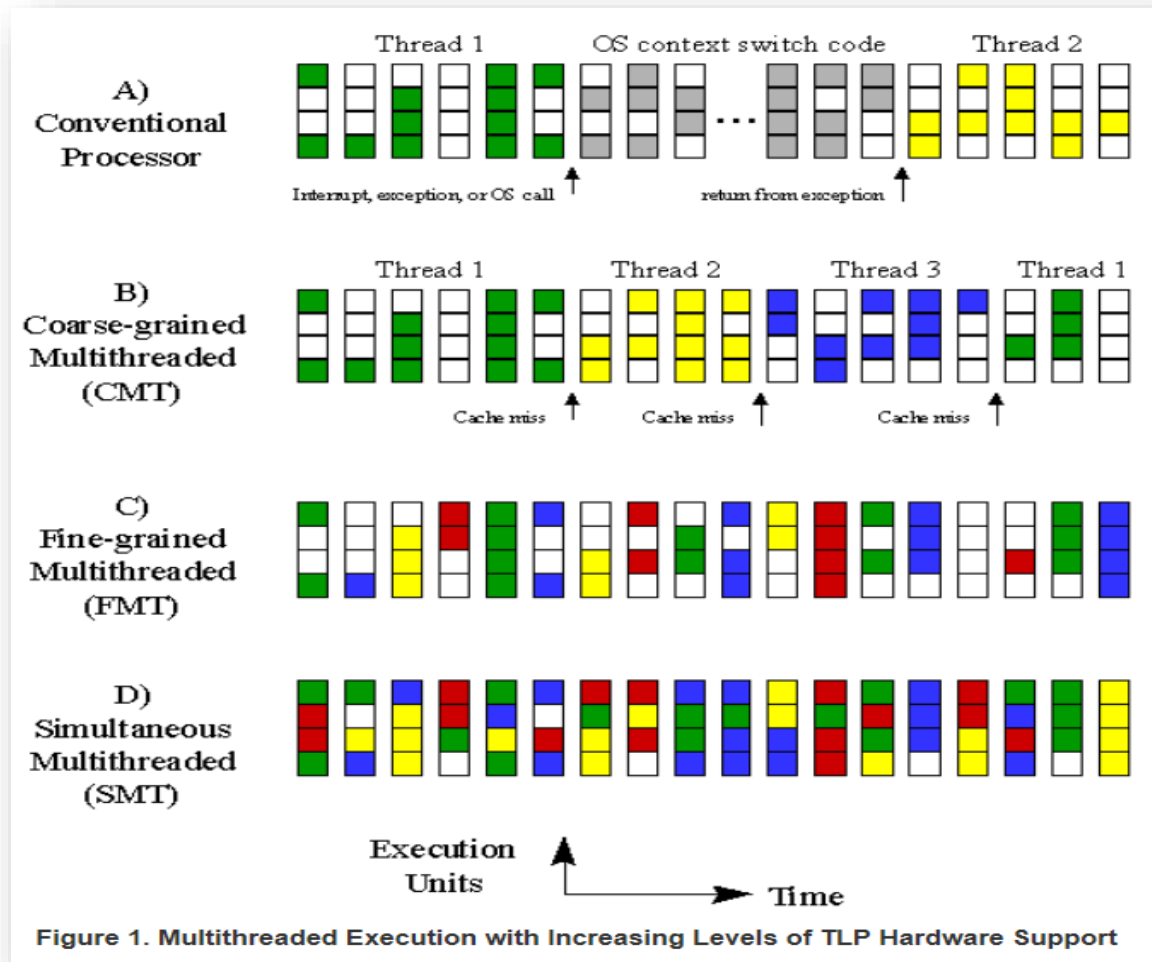 Thread 1 OS context switch code Thread 2
A)
Conventional
Processor
...
Interrupt, exception, or OS call return from exception
Thread 1 Thread 2 Thread 3 Thread 1
B)
Coarse-grained
Multithreaded
(CMT)
Cache miss Cache miss Cache miss
C)
Fine-grained
Multithreaded
(FMT)
D)
Simultaneous
Multithreaded
(SMT)
Execution
Units
Time
Figure 1. Multithreaded Execution with Increasing Levels of TLP Hardware Support